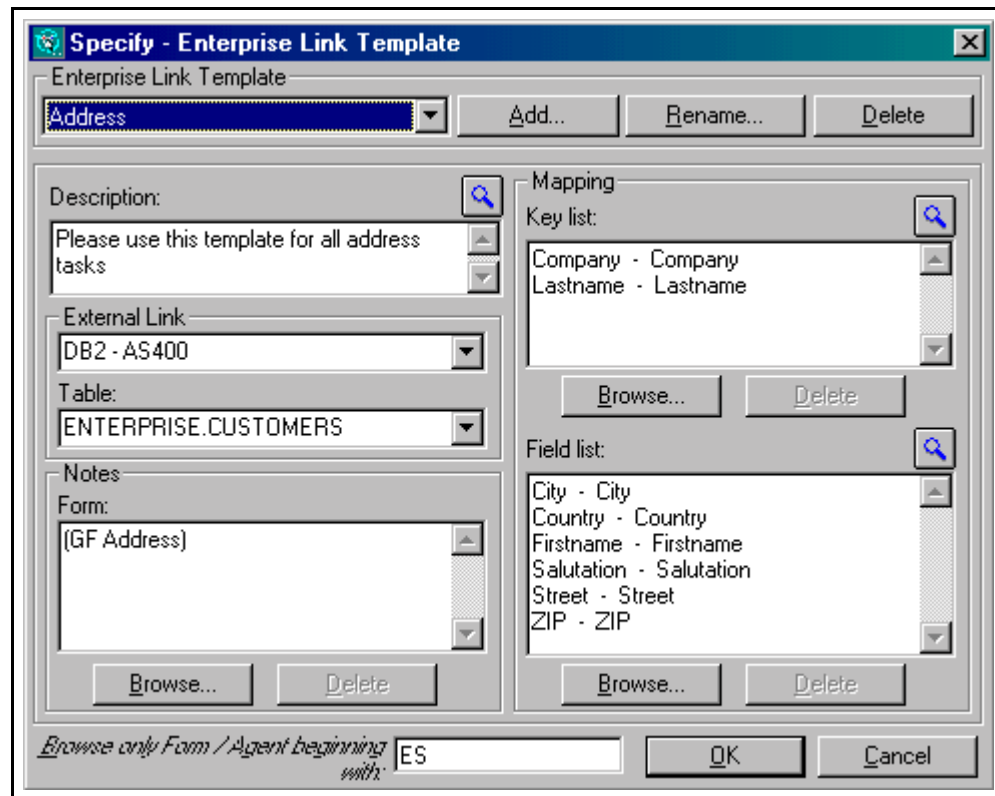 Specify - Enterprise Link Template
Enterprise Link Template
Address
Add...
Rename...
Delete
Description:
Please use this template for all address
tasks
External Link
DB2 - AS400
Table:
ENTERPRISE.CUSTOMERS
Notes
Form:
(GF Address)
Browse...
Delete
Mapping
Key list:
Company - Company
Lastname - Lastname
Browse...
Delete
Field list:
City - City
Country - Country
Firstname - Firstname
Salutation - Salutation
Street - Street
ZIP - ZIP
Browse...
Delete
Browse only Form / Agent beginning
with:
ES
OK
Cancel